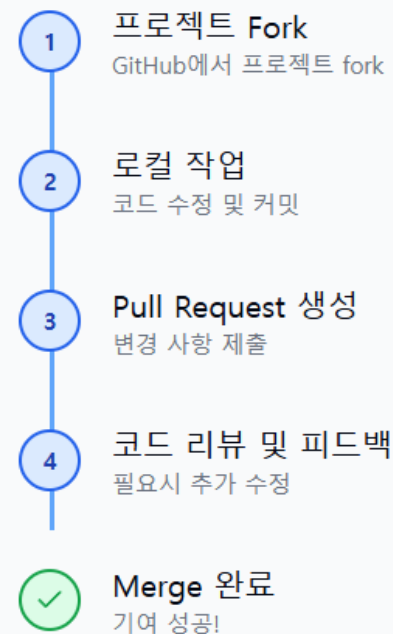 1
프로젝트 Fork
GitHub에서 프로젝트 fork
2
로컬 작업
코드 수정 및 커밋
3
Pull Request 생성
변경 사항 제출
4
코드 리뷰 및 피드백
필요시 추가 수정
Merge 완료
기여 성공!